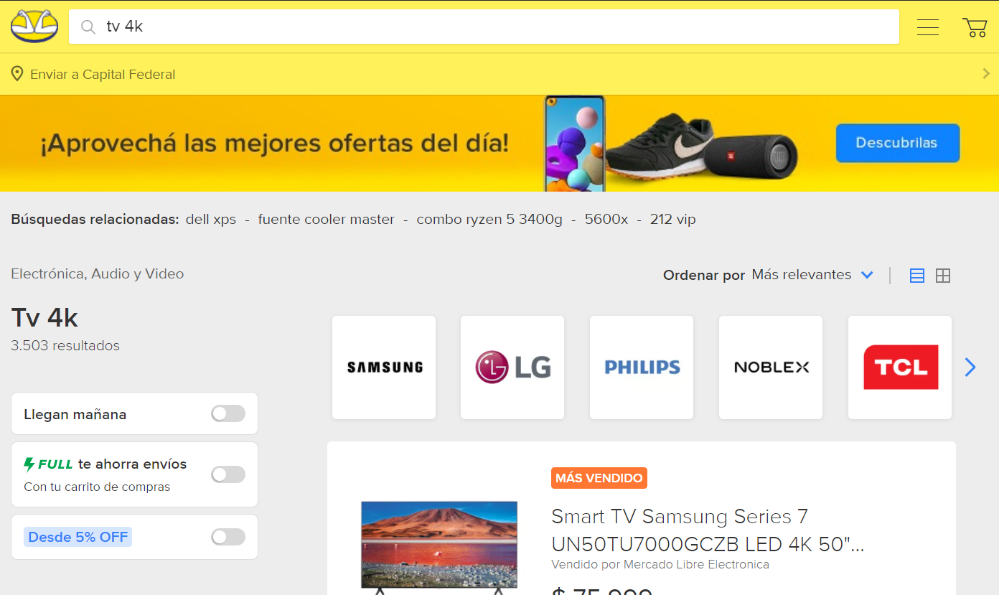 tv 4k
Enviar a Capital Federal
¡Aprovechá las mejores ofertas del día!
Descubrilas
Búsquedas relacionadas: dell xps - fuente cooler master - combo ryzen 5 3400g - 5600x - 212 vip
Electrónica, Audio y Video
Ordenar por Más relevantes
Tv 4k
3.503 resultados
SAMSUNG
LG
PHILIPS
NOBLEX
TCL
Llegan mañana
FULL te ahorra envíos
Con tu carrito de compras
Desde 5% OFF
MÁS VENDIDO
Smart TV Samsung Series 7
UN50TU7000GCZB LED 4K 50"...
Vendido por Mercado Libre Electronica